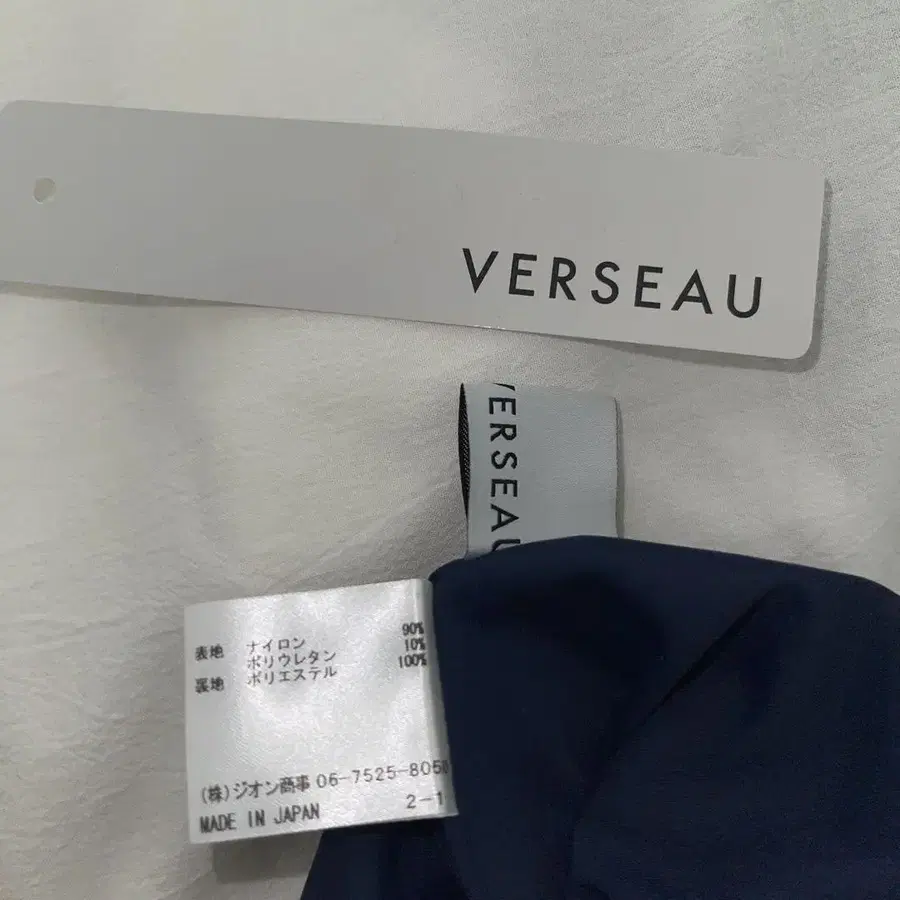 VERSEAU
VERSEAU
表地 ナイロン 90%
ポリウレタン 10%
裏地 ポリエステル 100%
(株)ジオン商事 06-7525-8050
2-1
MADE IN JAPAN